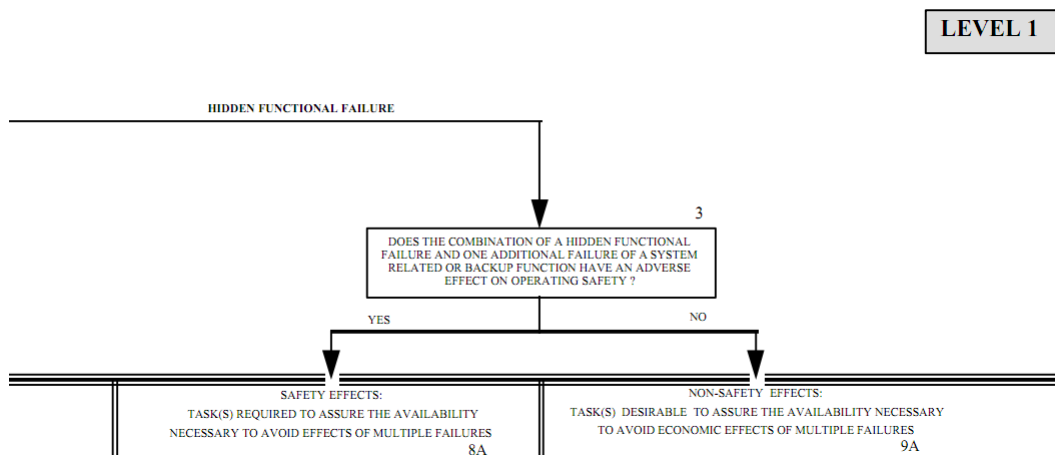 LEVEL 1
HIDDEN FUNCTIONAL FAILURE
3
DOES THE COMBINATION OF A HIDDEN FUNCTIONAL
FAILURE AND ONE ADDITIONAL FAILURE OF A SYSTEM
RELATED OR BACKUP FUNCTION HAVE AN ADVERSE
EFFECT ON OPERATING SAFETY ?
YES
NO
SAFETY EFFECTS:
TASK(S) REQUIRED TO ASSURE THE AVAILABILITY
NECESSARY TO AVOID EFFECTS OF MULTIPLE FAILURES
8A
NON-SAFETY EFFECTS:
TASK(S) DESIRABLE TO ASSURE THE AVAILABILITY NECESSARY
TO AVOID ECONOMIC EFFECTS OF MULTIPLE FAILURES
9A